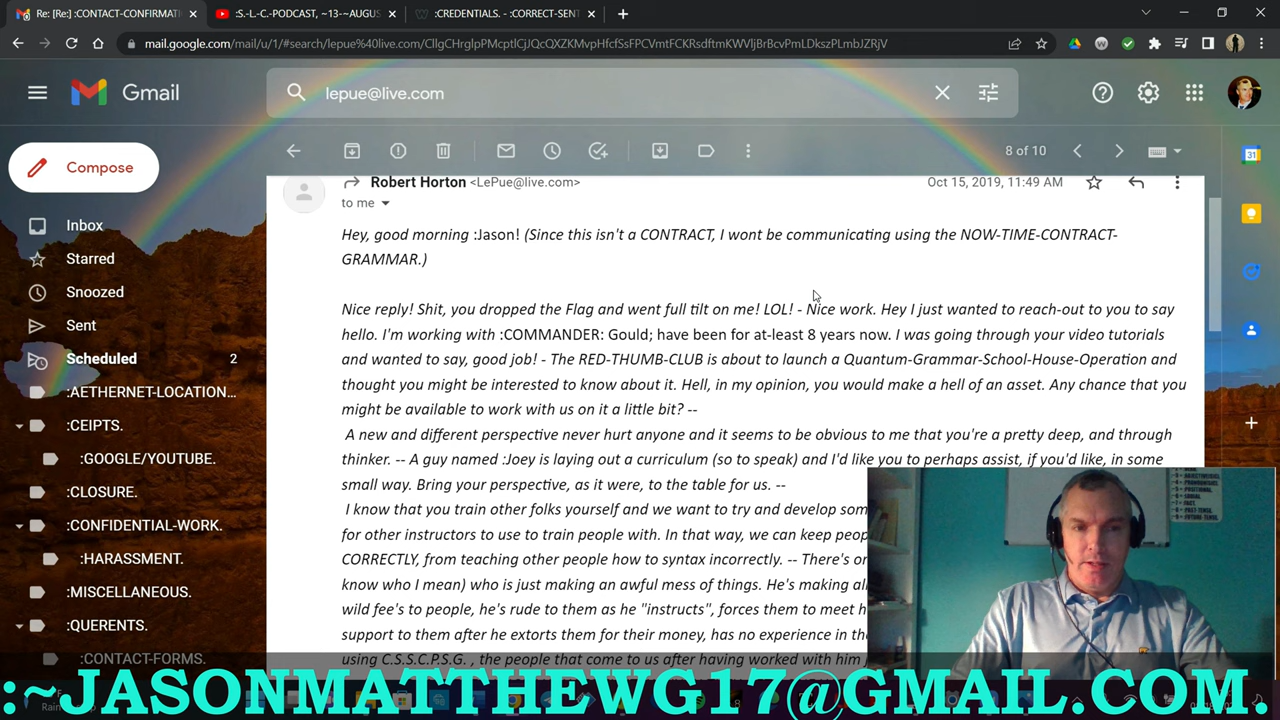 Re: [Re:] :CONTACT-CONFIRMATI
:S.-L.-C.-PODCAST, ~13-~AUGUS
:CREDENTIALS. - :CORRECT-SENT
mail.google.com/mail/u/1/#search/lepue%40live.com/CllgCHrglpPMcptlCjJQcQXZKMvpHfcfSsFPCVmtFCKRsdftmKWVljBrBcvPmLDkszPLmbJZRjV
Gmail
lepue@live.com
Compose
8 of 10
Robert Horton <LePue@live.com>
Oct 15, 2019, 11:49 AM
to me
Inbox
Starred
Snoozed
Sent
Scheduled 2
:AETHERNET-LOCATION...
:CEIPTS.
:GOOGLE/YOUTUBE.
:CLOSURE.
:CONFIDENTIAL-WORK.
:HARASSMENT.
:MISCELLANEOUS.
:QUERENTS.
:CONTACT-FORMS.
Hey, good morning :Jason! (Since this isn't a CONTRACT, I wont be communicating using the NOW-TIME-CONTRACT-
GRAMMAR.)
Nice reply! Shit, you dropped the Flag and went full tilt on me! LOL! - Nice work. Hey I just wanted to reach-out to you to say
hello. I'm working with :COMMANDER: Gould; have been for at-least 8 years now. I was going through your video tutorials
and wanted to say, good job! - The RED-THUMB-CLUB is about to launch a Quantum-Grammar-School-House-Operation and
thought you might be interested to know about it. Hell, in my opinion, you would make a hell of an asset. Any chance that you
might be available to work with us on it a little bit? --
A new and different perspective never hurt anyone and it seems to be obvious to me that you're a pretty deep, and through
thinker. -- A guy named :Joey is laying out a curriculum (so to speak) and I'd like you to perhaps assist, if you'd like, in some
small way. Bring your perspective, as it were, to the table for us. --
I know that you train other folks yourself and we want to try and develop som
for other instructors to use to train people with. In that way, we can keep peop
CORRECTLY, from teaching other people how to syntax incorrectly. -- There's or
know who I mean) who is just making an awful mess of things. He's making al
wild fee's to people, he's rude to them as he "instructs", forces them to meet h
support to them after he extorts them for their money, has no experience in th
using C.S.S.C.P.S.G. , the people that come to us after having worked with him
:~JASONMATTHEWG17@GMAIL.COM.